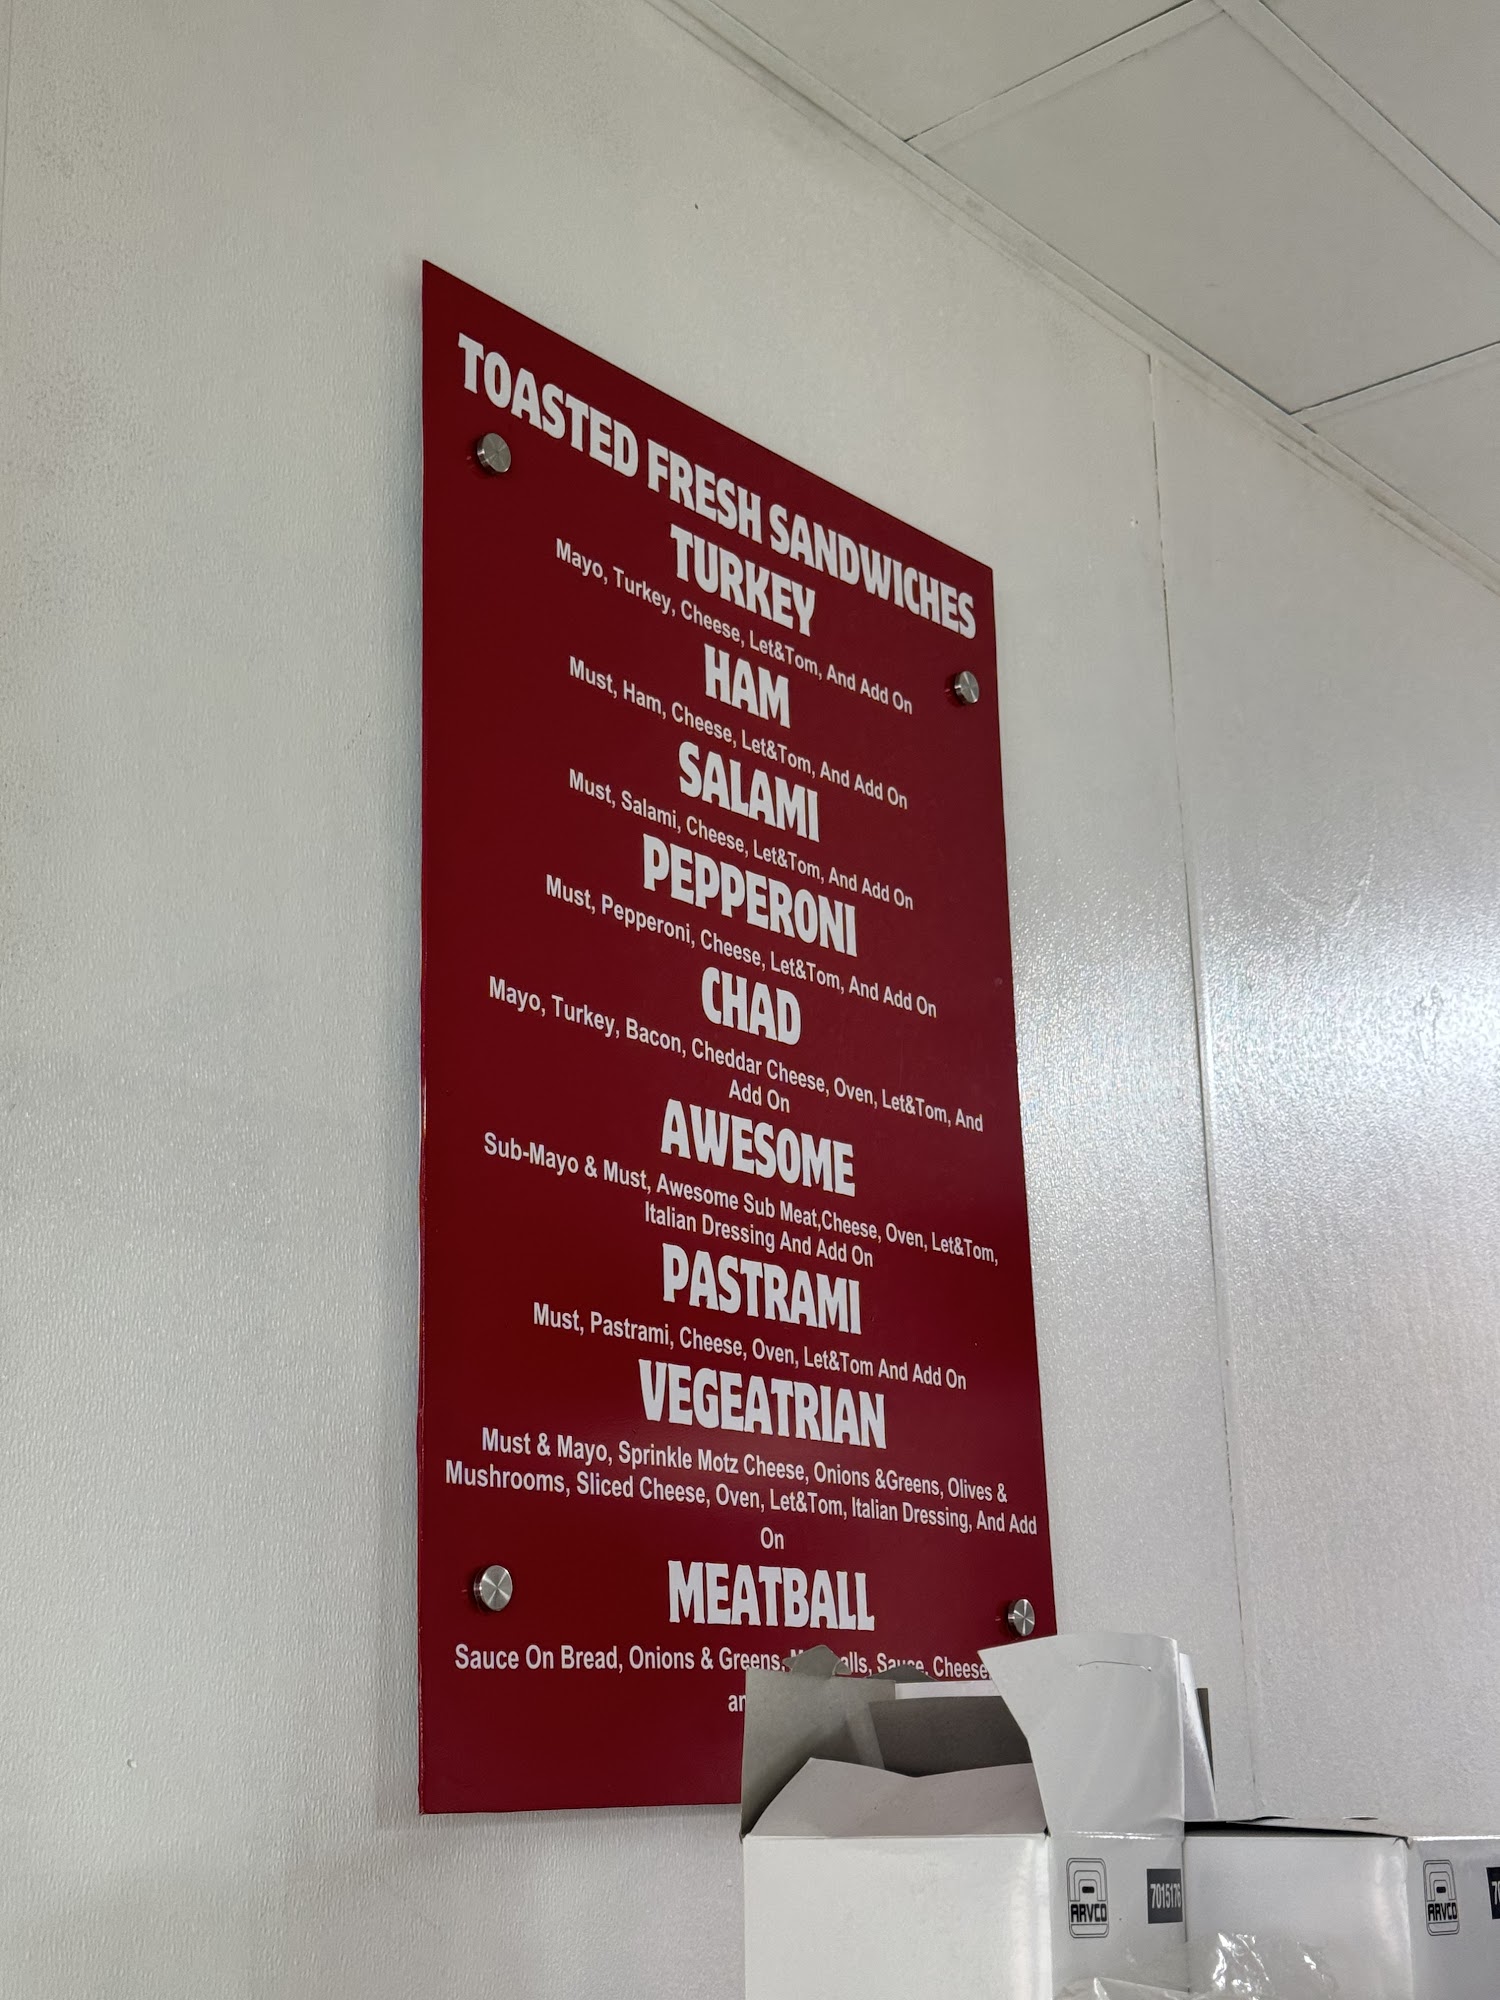 TOASTED FRESH SANDWICHES
TURKEY
Mayo, Turkey, Cheese, Let&Tom, And Add On
HAM
Must, Ham, Cheese, Let&Tom, And Add On
SALAMI
Must, Salami, Cheese, Let&Tom, And Add On
PEPPERONI
Must, Pepperoni, Cheese, Let&Tom, And Add On
CHAD
Mayo, Turkey, Bacon, Cheddar Cheese, Oven, Let&Tom, And
Add On
AWESOME
Sub-Mayo & Must, Awesome Sub Meat,Cheese, Oven, Let&Tom,
Italian Dressing And Add On
PASTRAMI
Must, Pastrami, Cheese, Oven, Let&Tom And Add On
VEGEATRIAN
Must & Mayo, Sprinkle Motz Cheese, Onions &Greens, Olives &
Mushrooms, Sliced Cheese, Oven, Let&Tom, Italian Dressing, And Add
On
MEATBALL
Sauce On Bread, Onions & Greens, Sauce, Cheese,
ARVCO 7015176
ARVCO